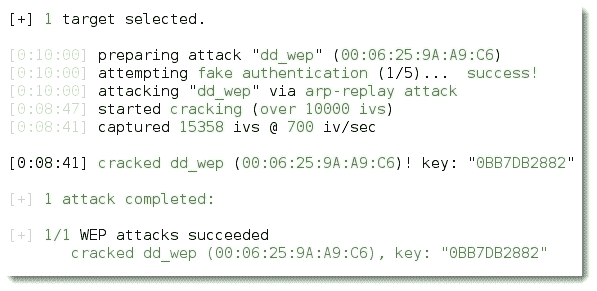 [+] 1 target selected.
[0:10:00] preparing attack "dd_wep" (00:06:25:9A:A9:C6)
[0:10:00] attempting fake authentication (1/5)... success!
[0:10:00] attacking "dd_wep" via arp-replay attack
[0:08:47] started cracking (over 10000 ivs)
[0:08:41] captured 15358 ivs @ 700 iv/sec
[0:08:41] cracked dd_wep (00:06:25:9A:A9:C6)! key: "0BB7DB2882"
[+] 1 attack completed:
[+] 1/1 WEP attacks succeeded
cracked dd_wep (00:06:25:9A:A9:C6), key: "0BB7DB2882"